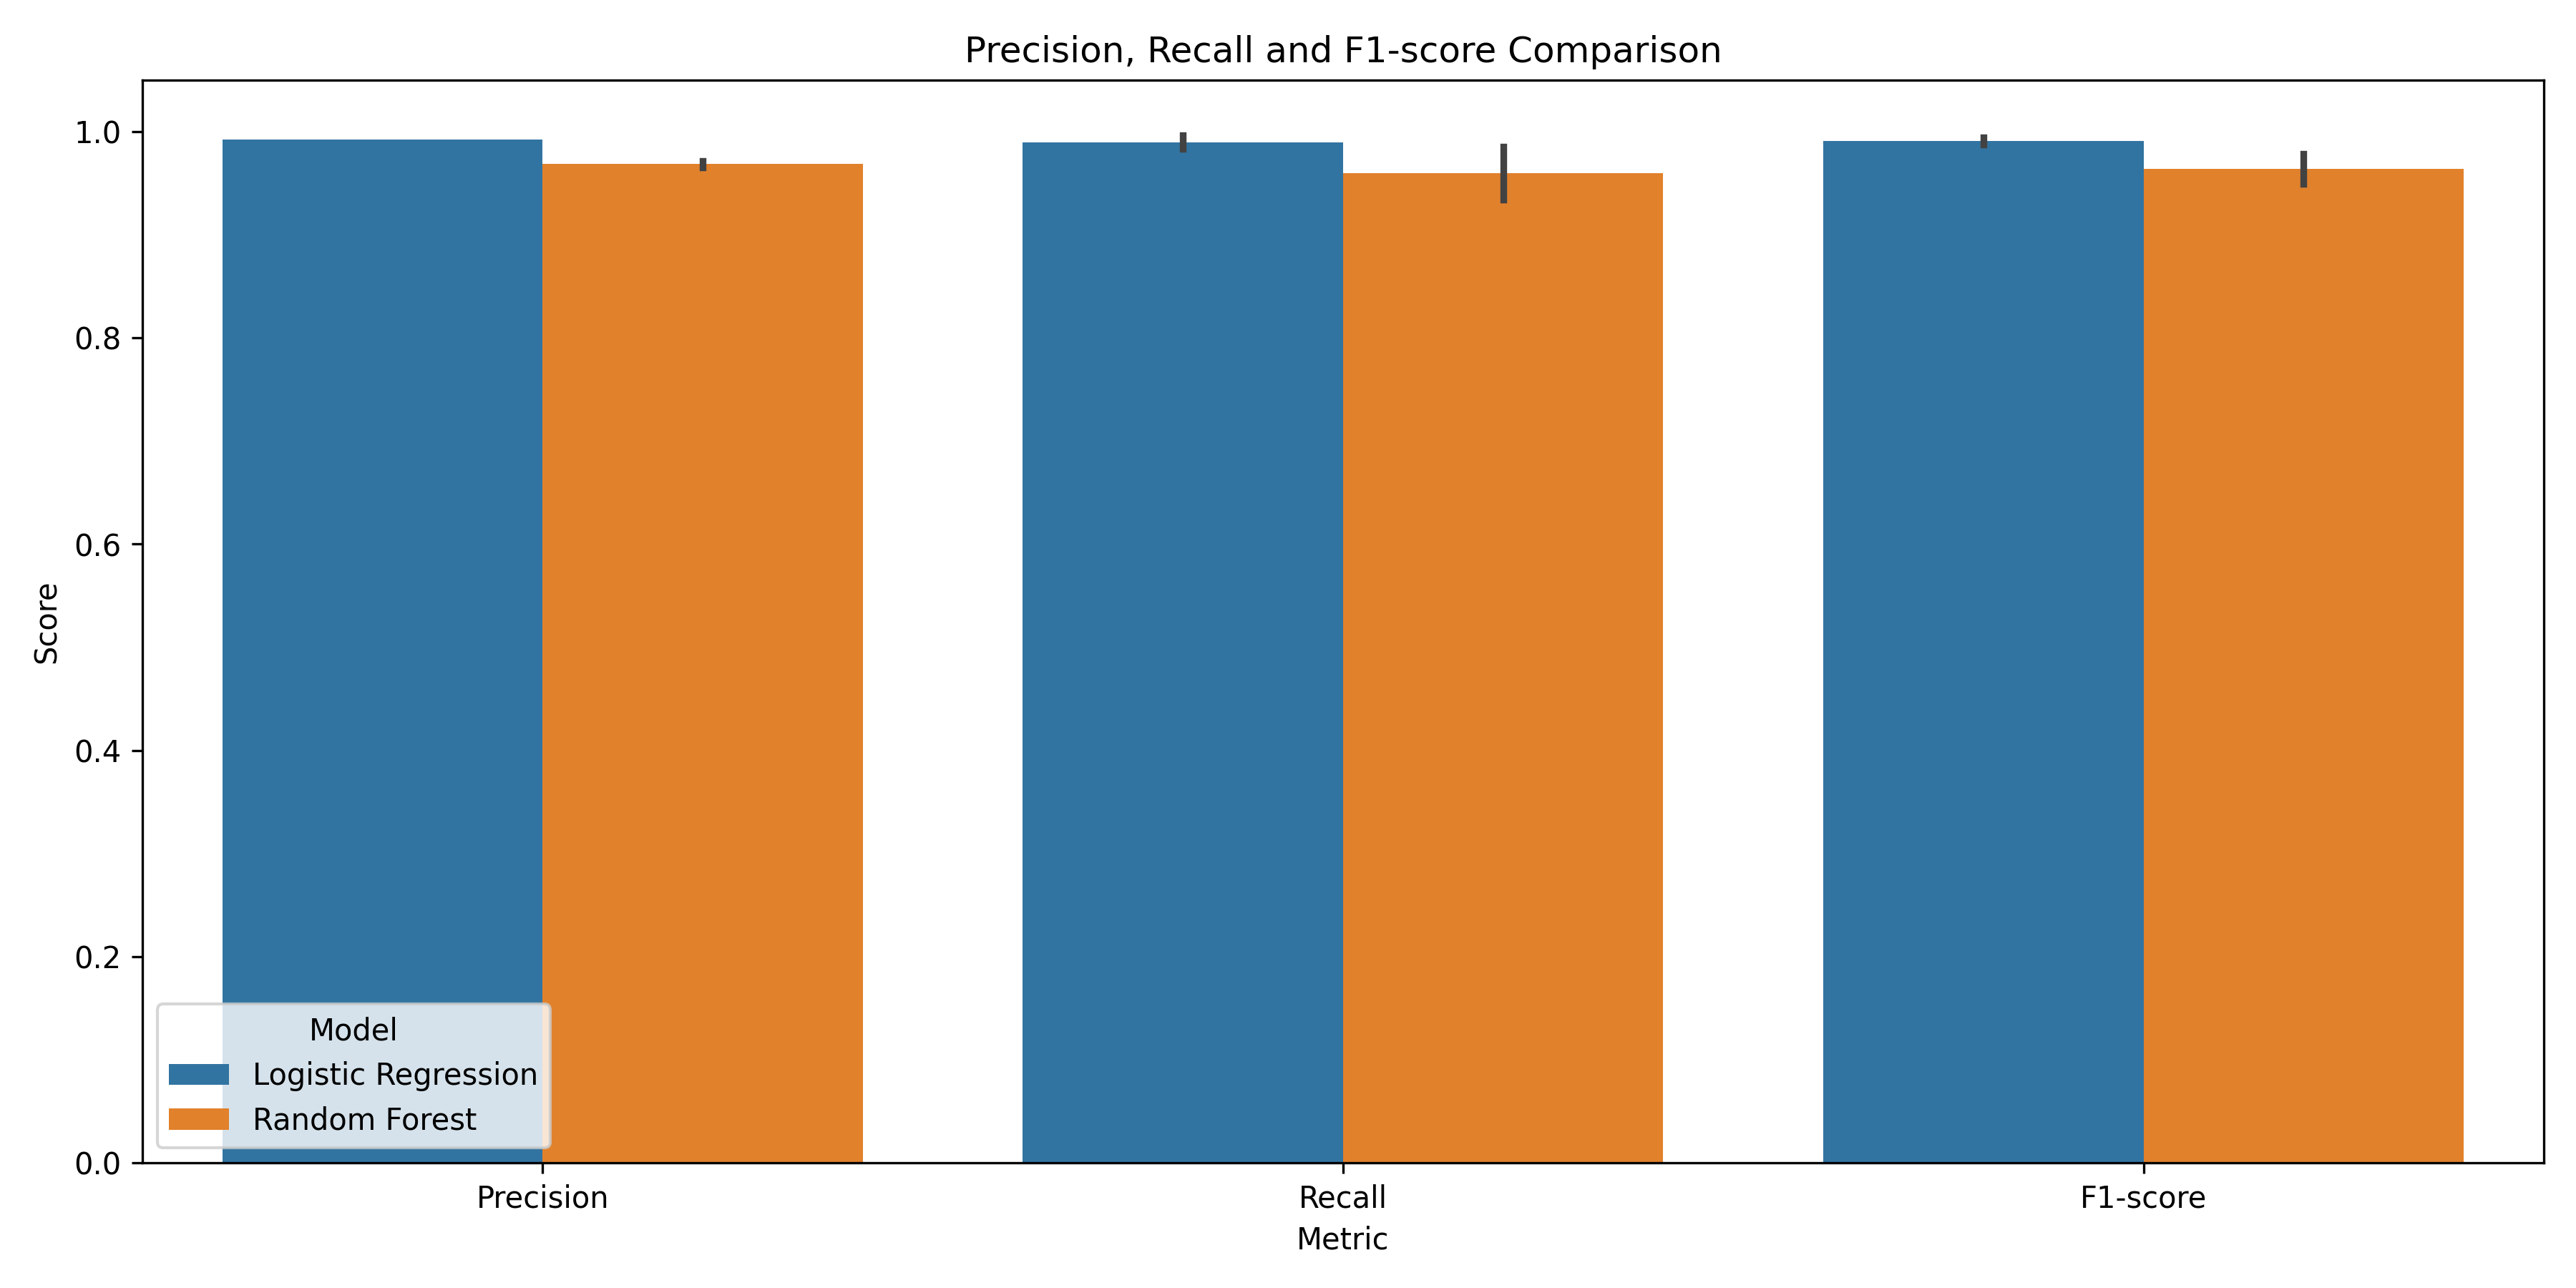 Precision, Recall and F1-score Comparison
Score
1.0
0.8
0.6
0.4
0.2
0.0
Model
Logistic Regression
Random Forest
Precision
Recall
F1-score
Metric